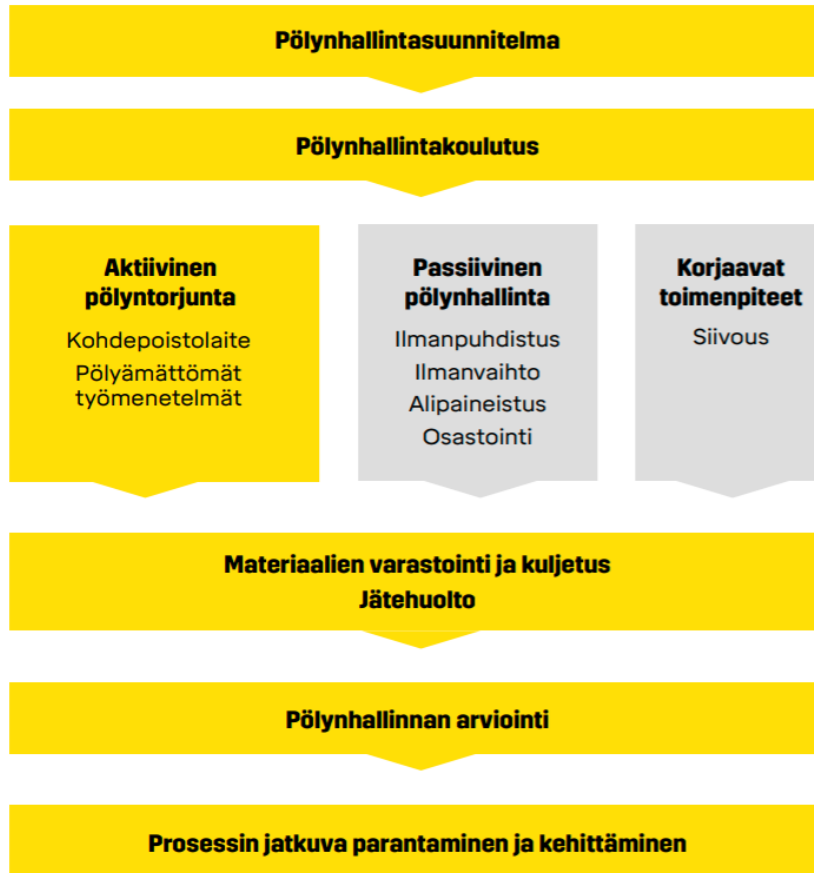 Pölynhallintasuunnitelma
Pölynhallintakoulutus
Aktiivinen
pölyntorjunta
Kohdepoistolaite
Pölyämättömät
työmenetelmät
Passiivinen
pölynhallinta
Ilmanpuhdistus
Ilmanvaihto
Alipaineistus
Osastointi
Korjaavat
toimenpiteet
Siivous
Materiaalien varastointi ja kuljetus
Jätehuolto
Pölynhallinnan arviointi
Prosessin jatkuva parantaminen ja kehittäminen